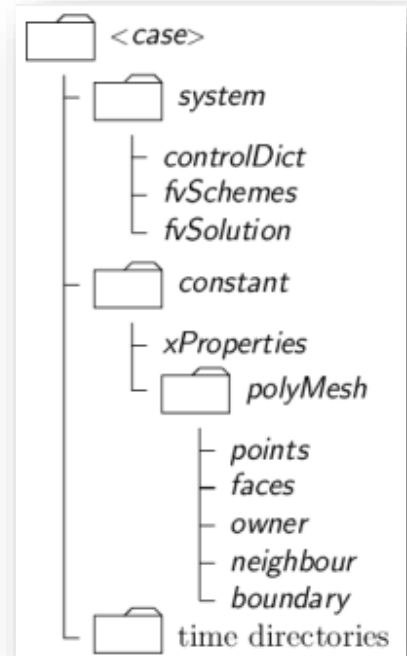 <case>
system
controlDict
fvSchemes
fvSolution
constant
xProperties
polyMesh
points
faces
owner
neighbour
boundary
time directories